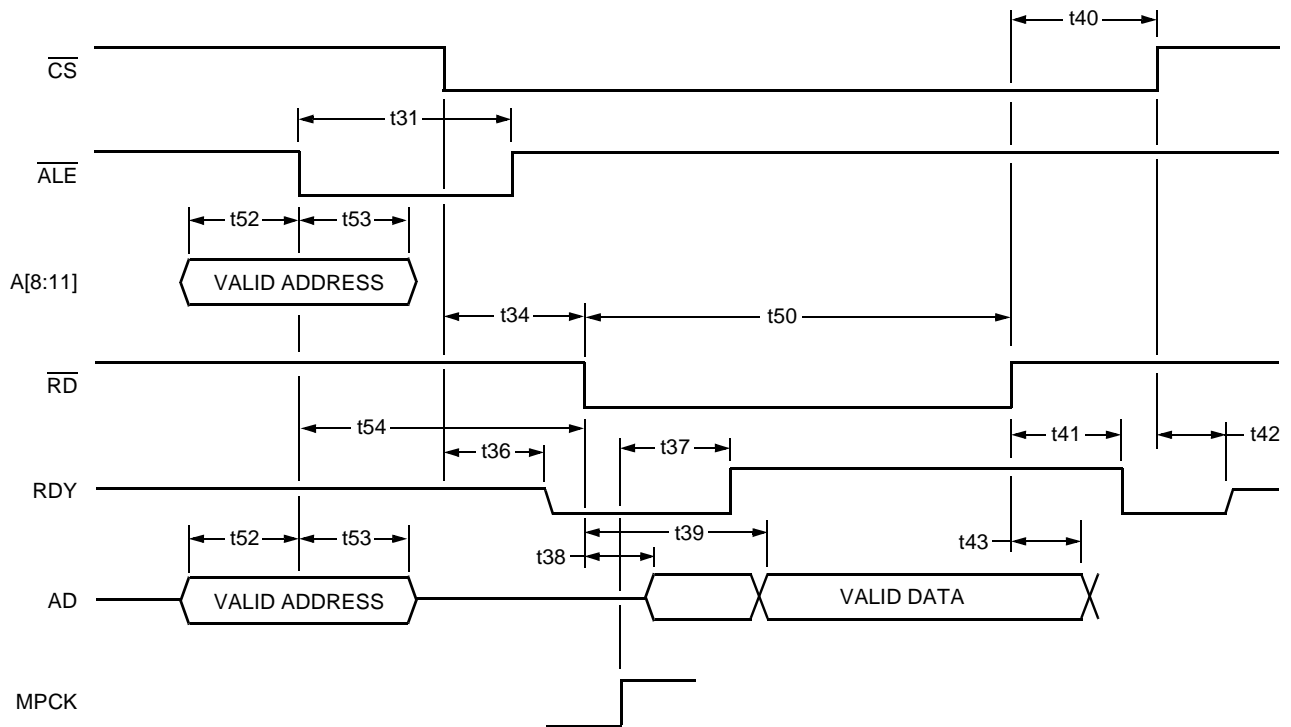 t40
CS
t31
ALE
t52 t53
A[8:11] VALID ADDRESS
t34 t50
RD
t54
t36 t37 t41 t42
RDY
t52 t53 t39 t43
t38
AD VALID ADDRESS VALID DATA
MPCK